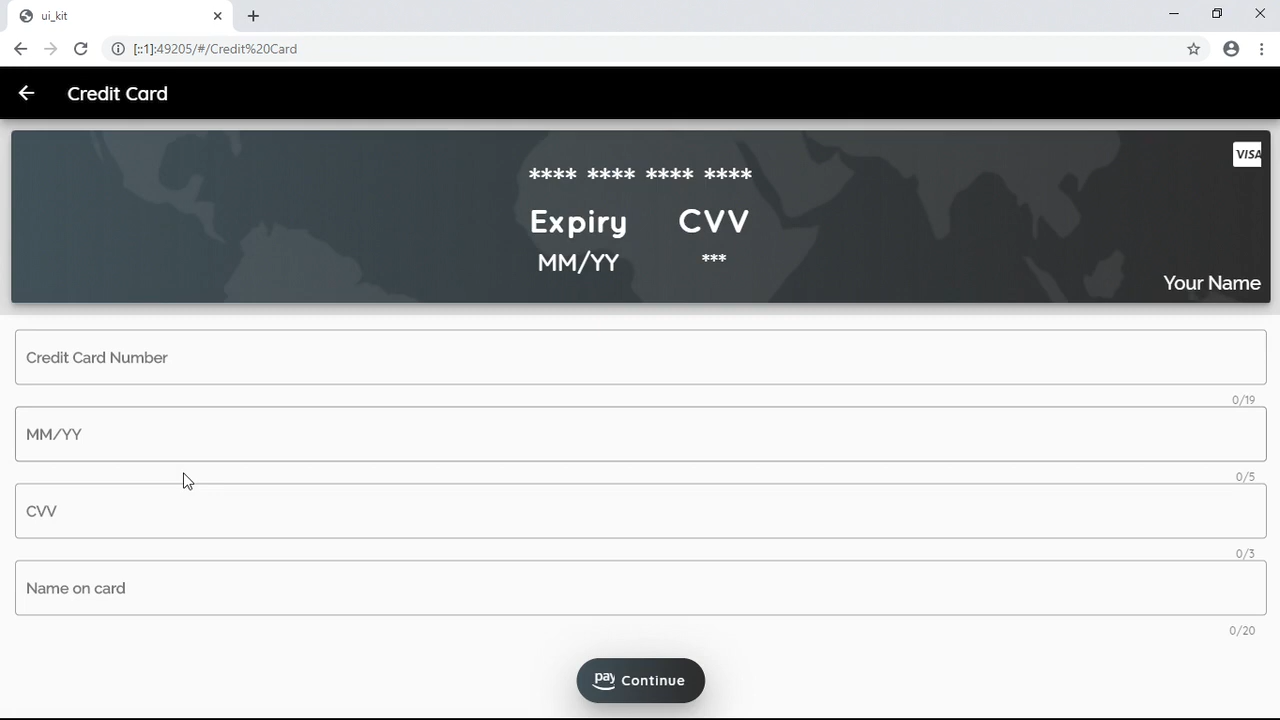 ui_kit
[::1]:49205/#/Credit%20Card
Credit Card
VISA
**** **** **** ****
Expiry CVV
MM/YY ***
Your Name
Credit Card Number
0/19
MM/YY
0/5
CVV
0/3
Name on card
0/20
pay Continue